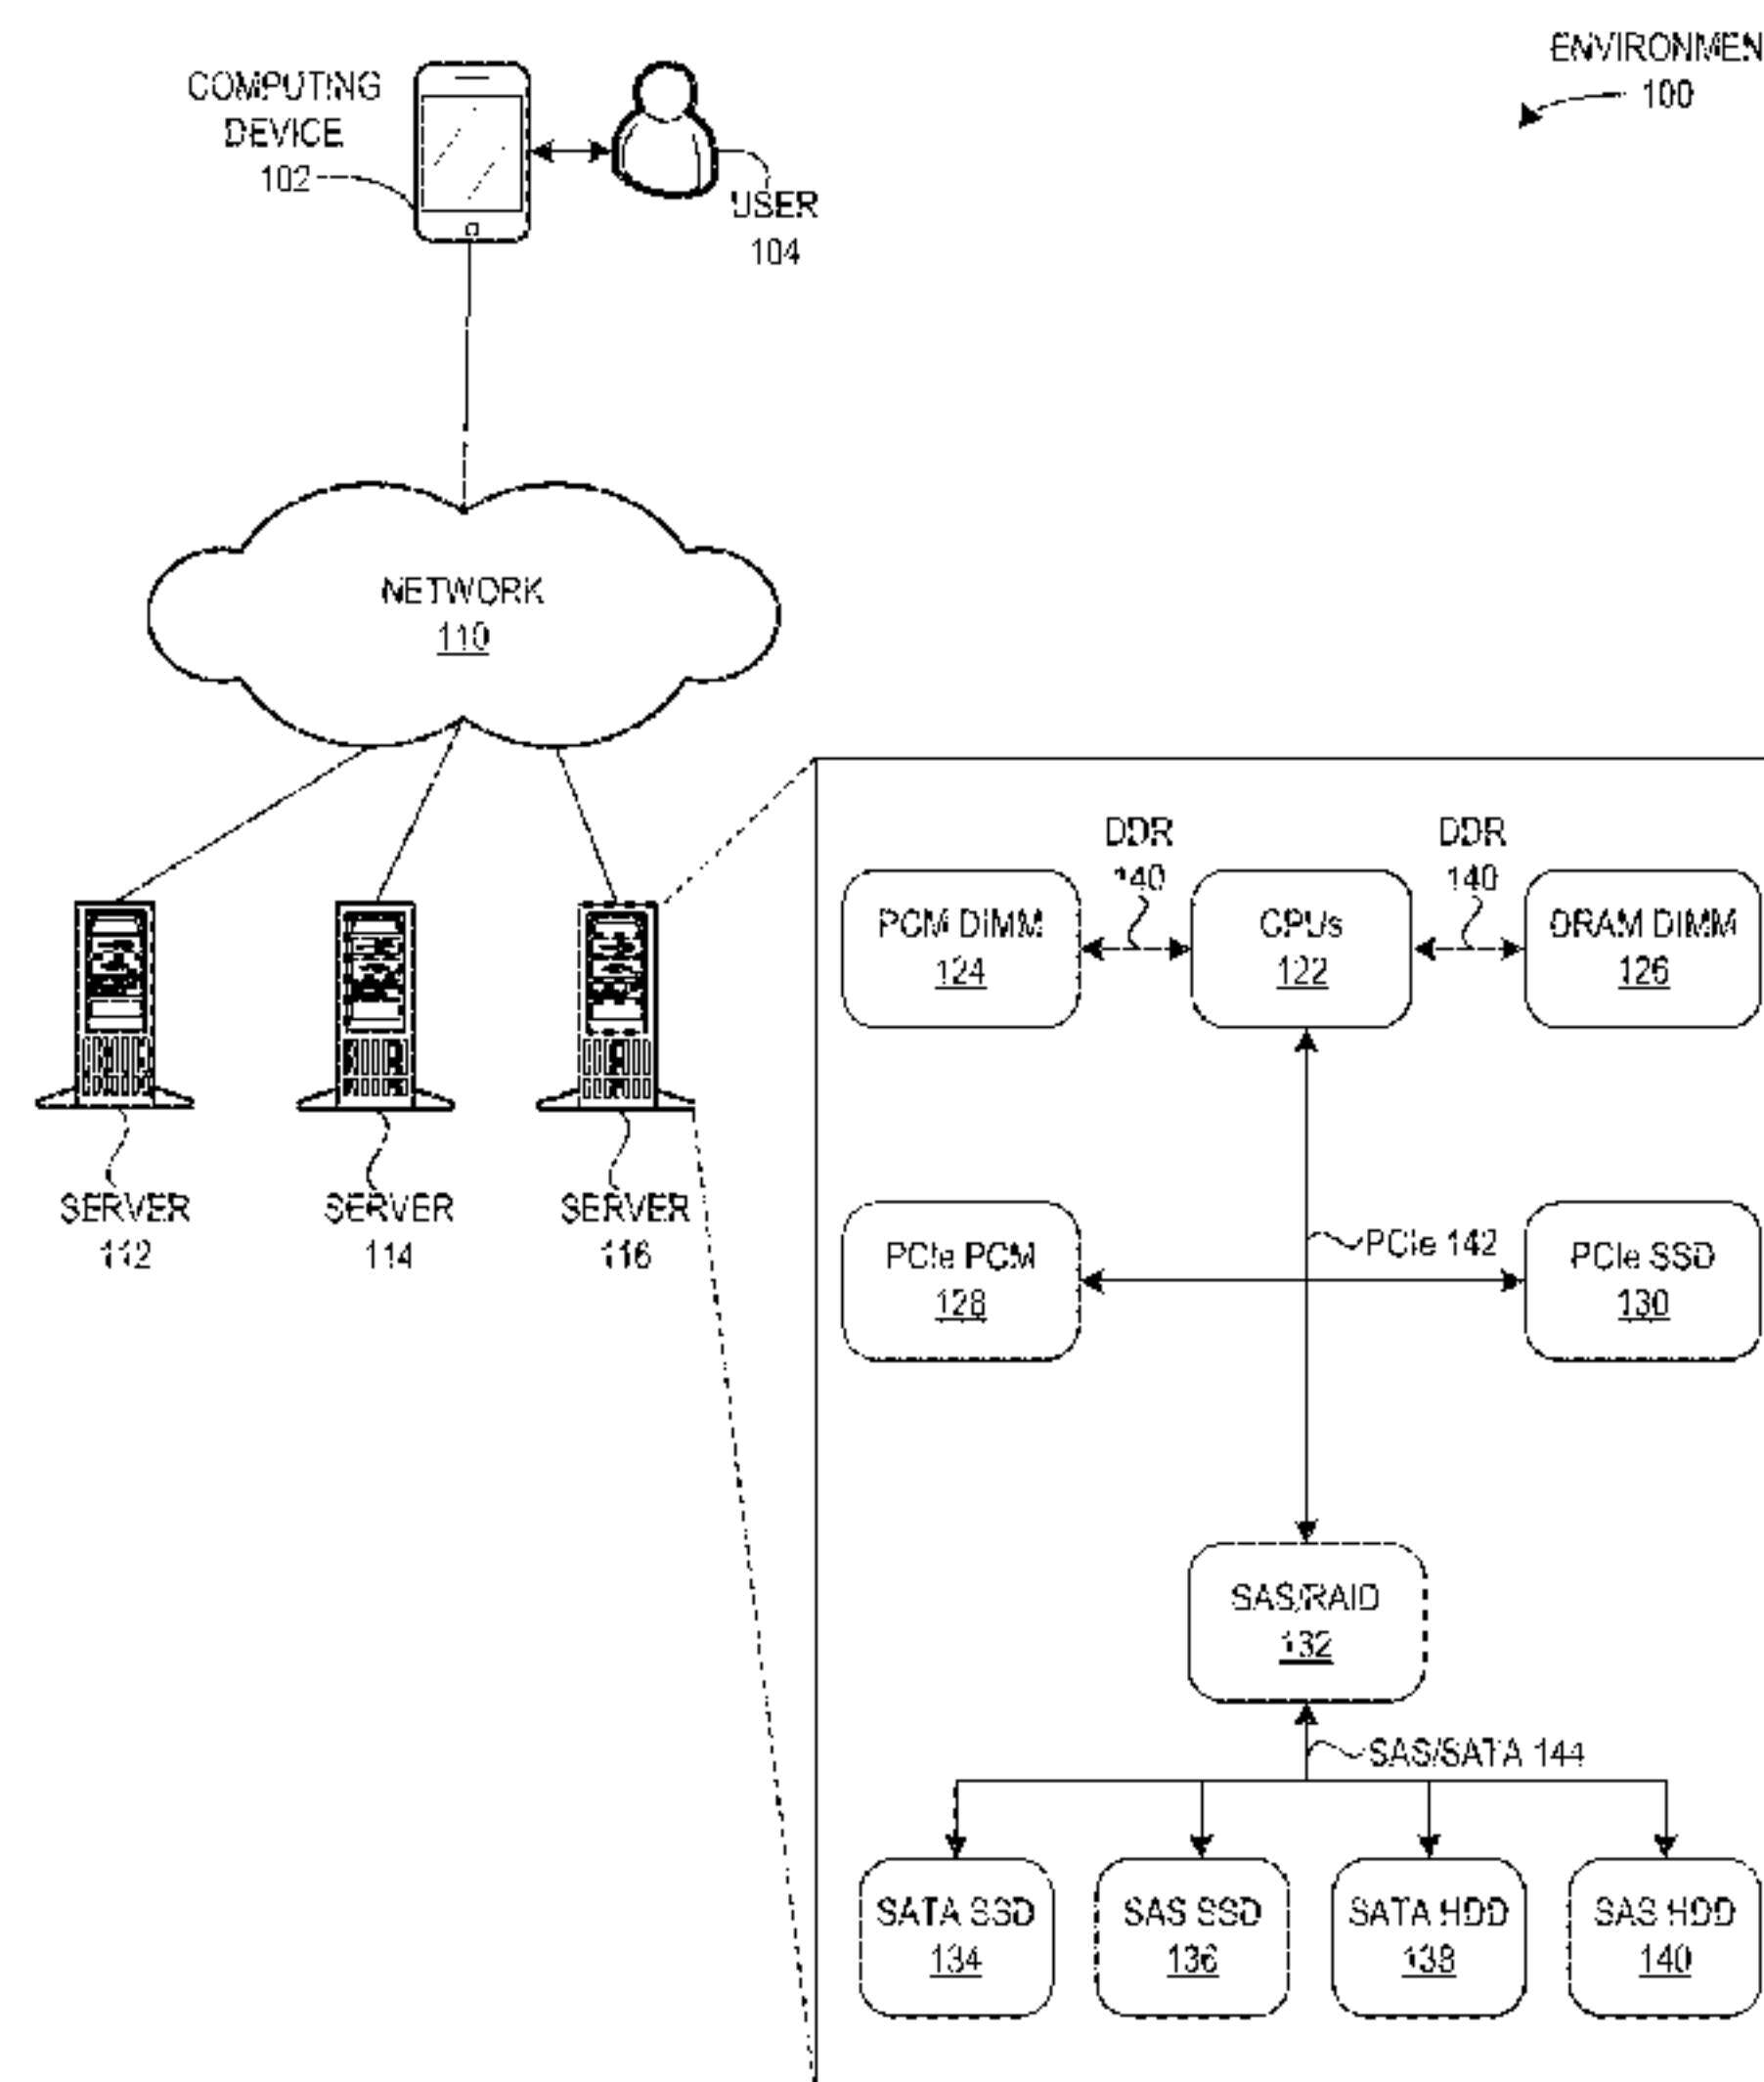 ENVIRONMEN
100
COMPUTING
DEVICE
102
USER
104
NETWORK
110
SERVER
112
SERVER
114
SERVER
116
DDR
140
DDR
140
PCM DIMM
124
CPUs
122
DRAM DIMM
126
PCIe PCM
128
PCIe 142
PCIe SSD
130
SAS/RAID
132
SAS/SATA 144
SATA SSD
134
SAS SSD
136
SATA HDD
138
SAS HDD
140